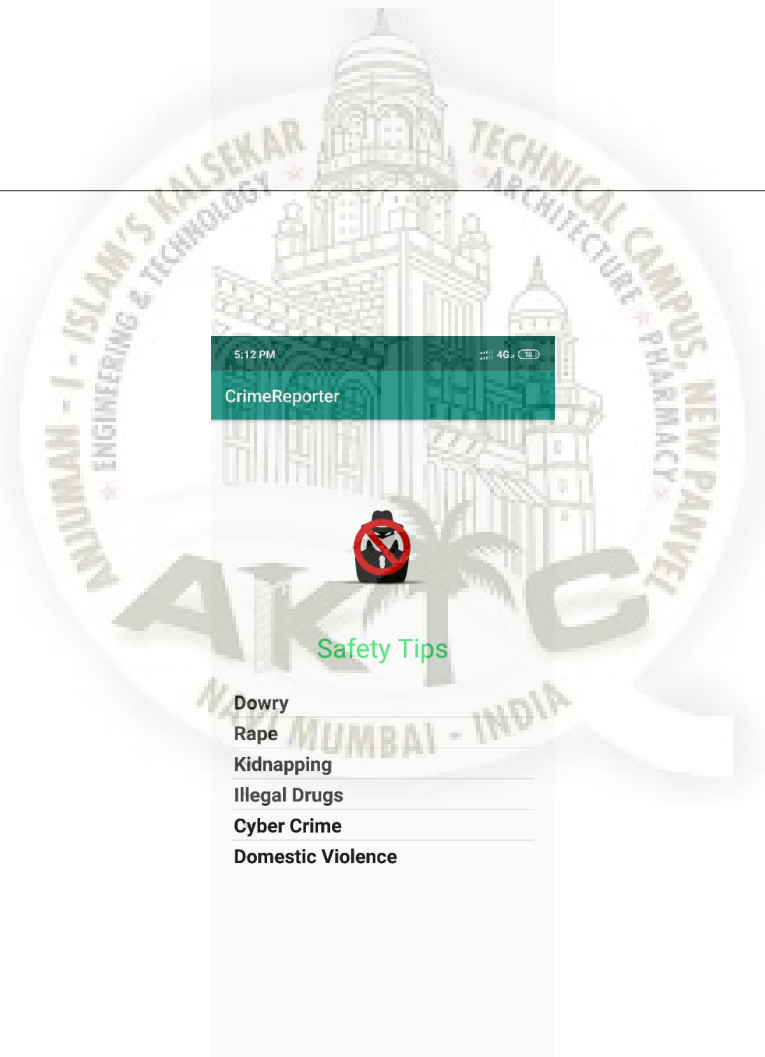 ANJUMAN - I - ISLAM'S KALSEKAR TECHNICAL CAMPUS, NEW PANVEL
ENGINEERING & TECHNOLOGY ARCHITECTURE PHARMACY
5:12 PM 4G 18
CrimeReporter
AKTC
Safety Tips
NAVI MUMBAI - INDIA
Dowry
Rape
Kidnapping
Illegal Drugs
Cyber Crime
Domestic Violence